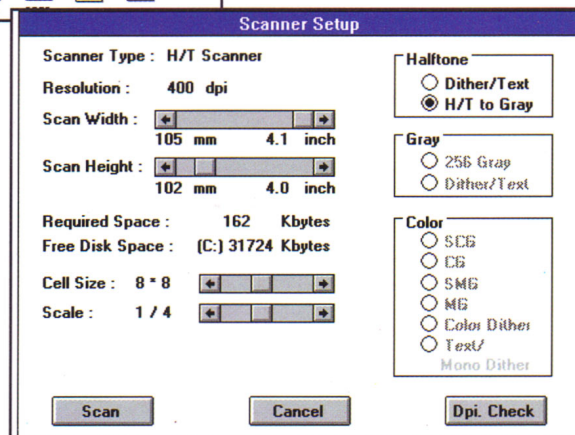 Scanner Setup
Scanner Type : H/T Scanner
Resolution : 400 dpi
Scan Width :
105 mm 4.1 inch
Scan Height :
102 mm 4.0 inch
Required Space : 162 Kbytes
Free Disk Space : (C:) 31724 Kbytes
Cell Size : 8 * 8
Scale : 1 / 4
Halftone
Dither/Text
H/T to Gray
Gray
256 Gray
Dither/Text
Color
SCG
CG
SMG
MG
Color Dither
Text/
Mono Dither
Scan Cancel Dpi. Check